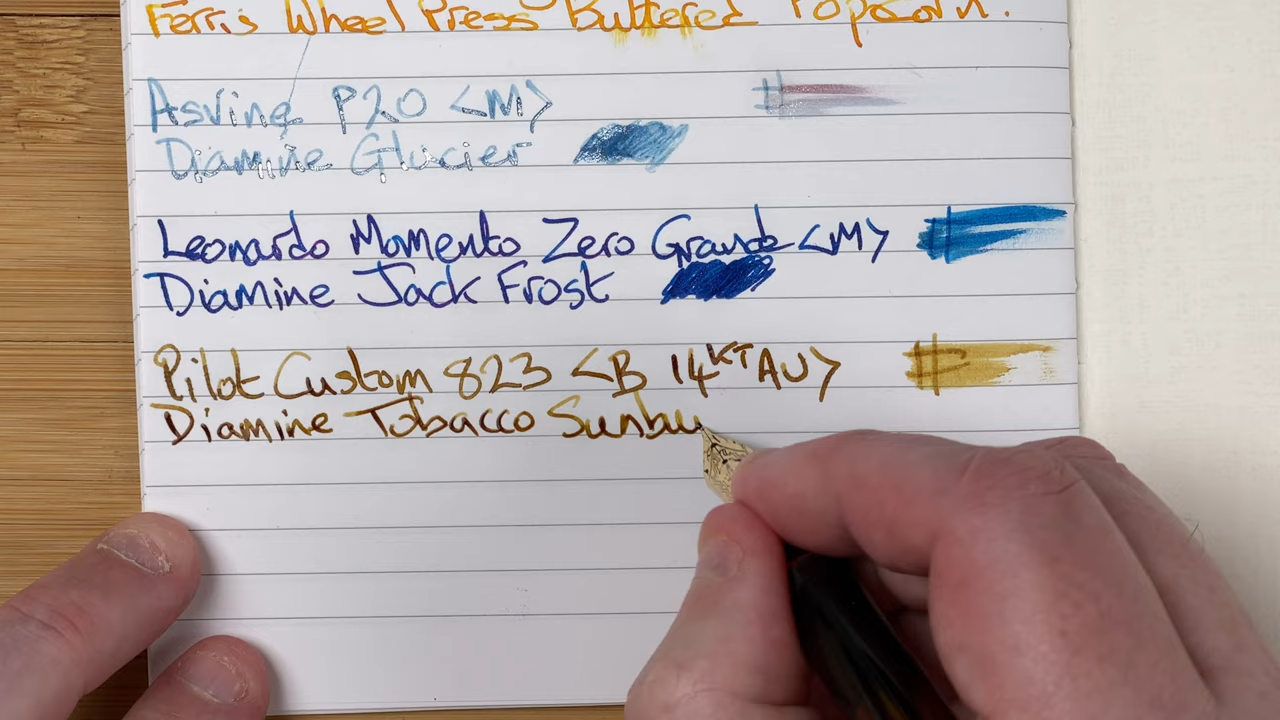 Ferris Wheel Press Buttered Popcorn.
Asvine P20 <M>
Diamine Glacier
Leonardo Momento Zero Grande <M>
Diamine Jack Frost
Pilot Custom 823 <B 14KT AU>
Diamine Tobacco Sunbu